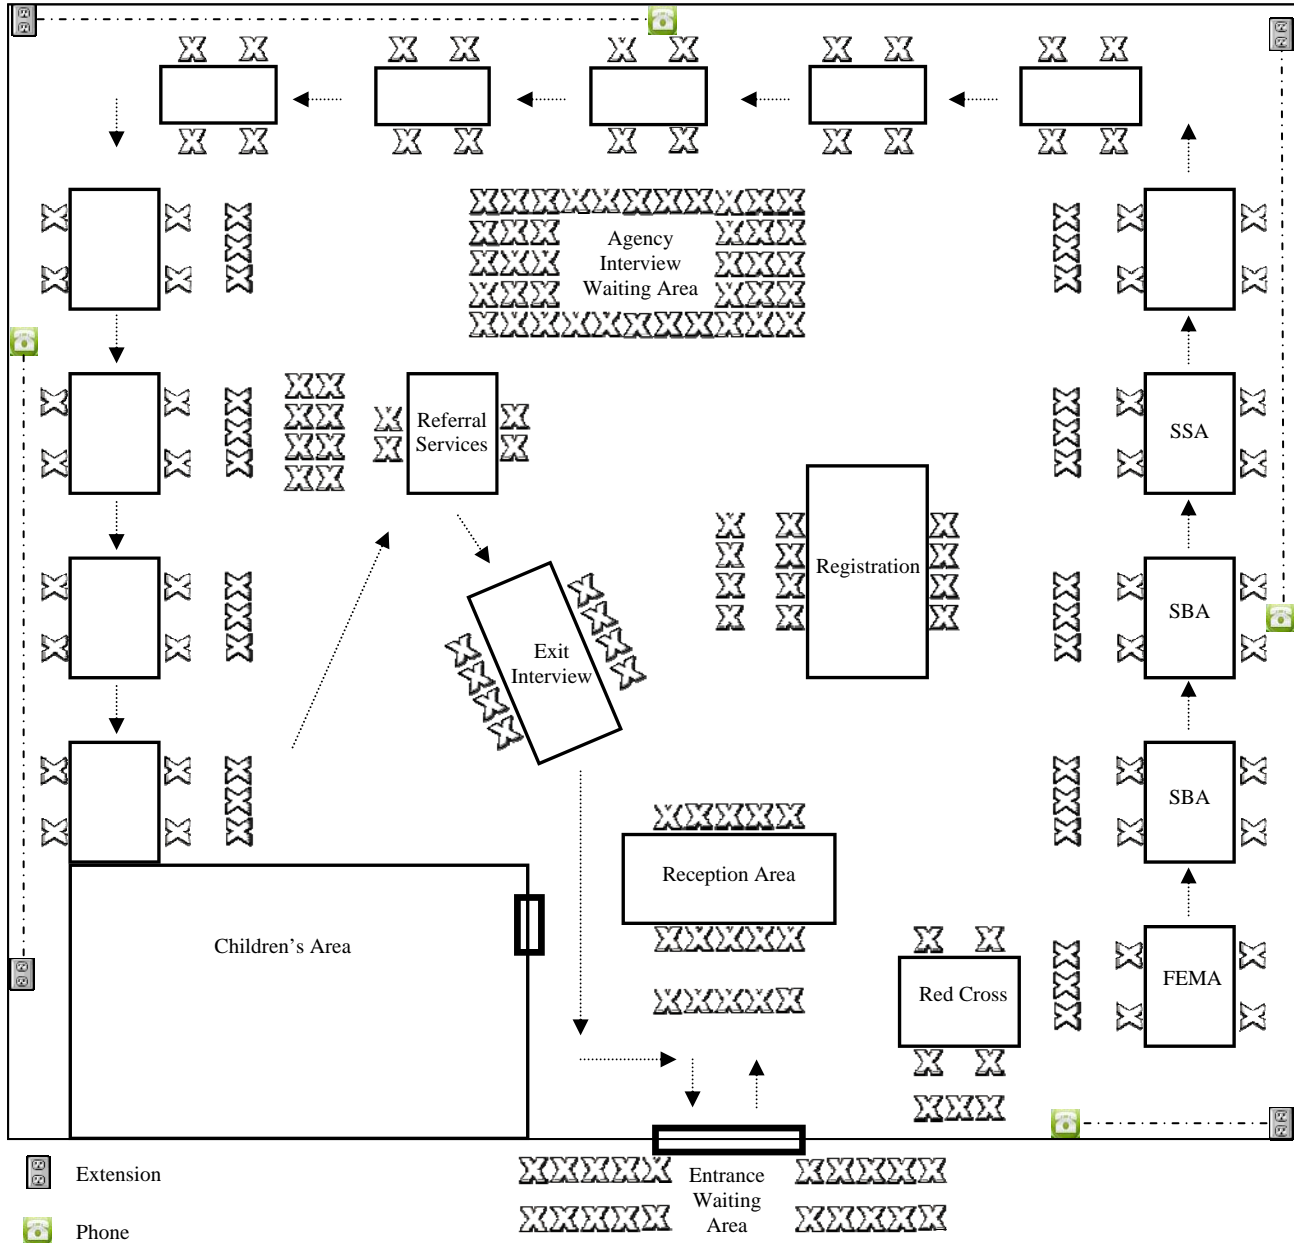 Agency
Interview
Waiting Area
Referral
Services
SSA
Registration
SBA
Exit
Interview
SBA
Reception Area
Children's Area
Red Cross
FEMA
Extension
Entrance
Waiting
Area
Phone